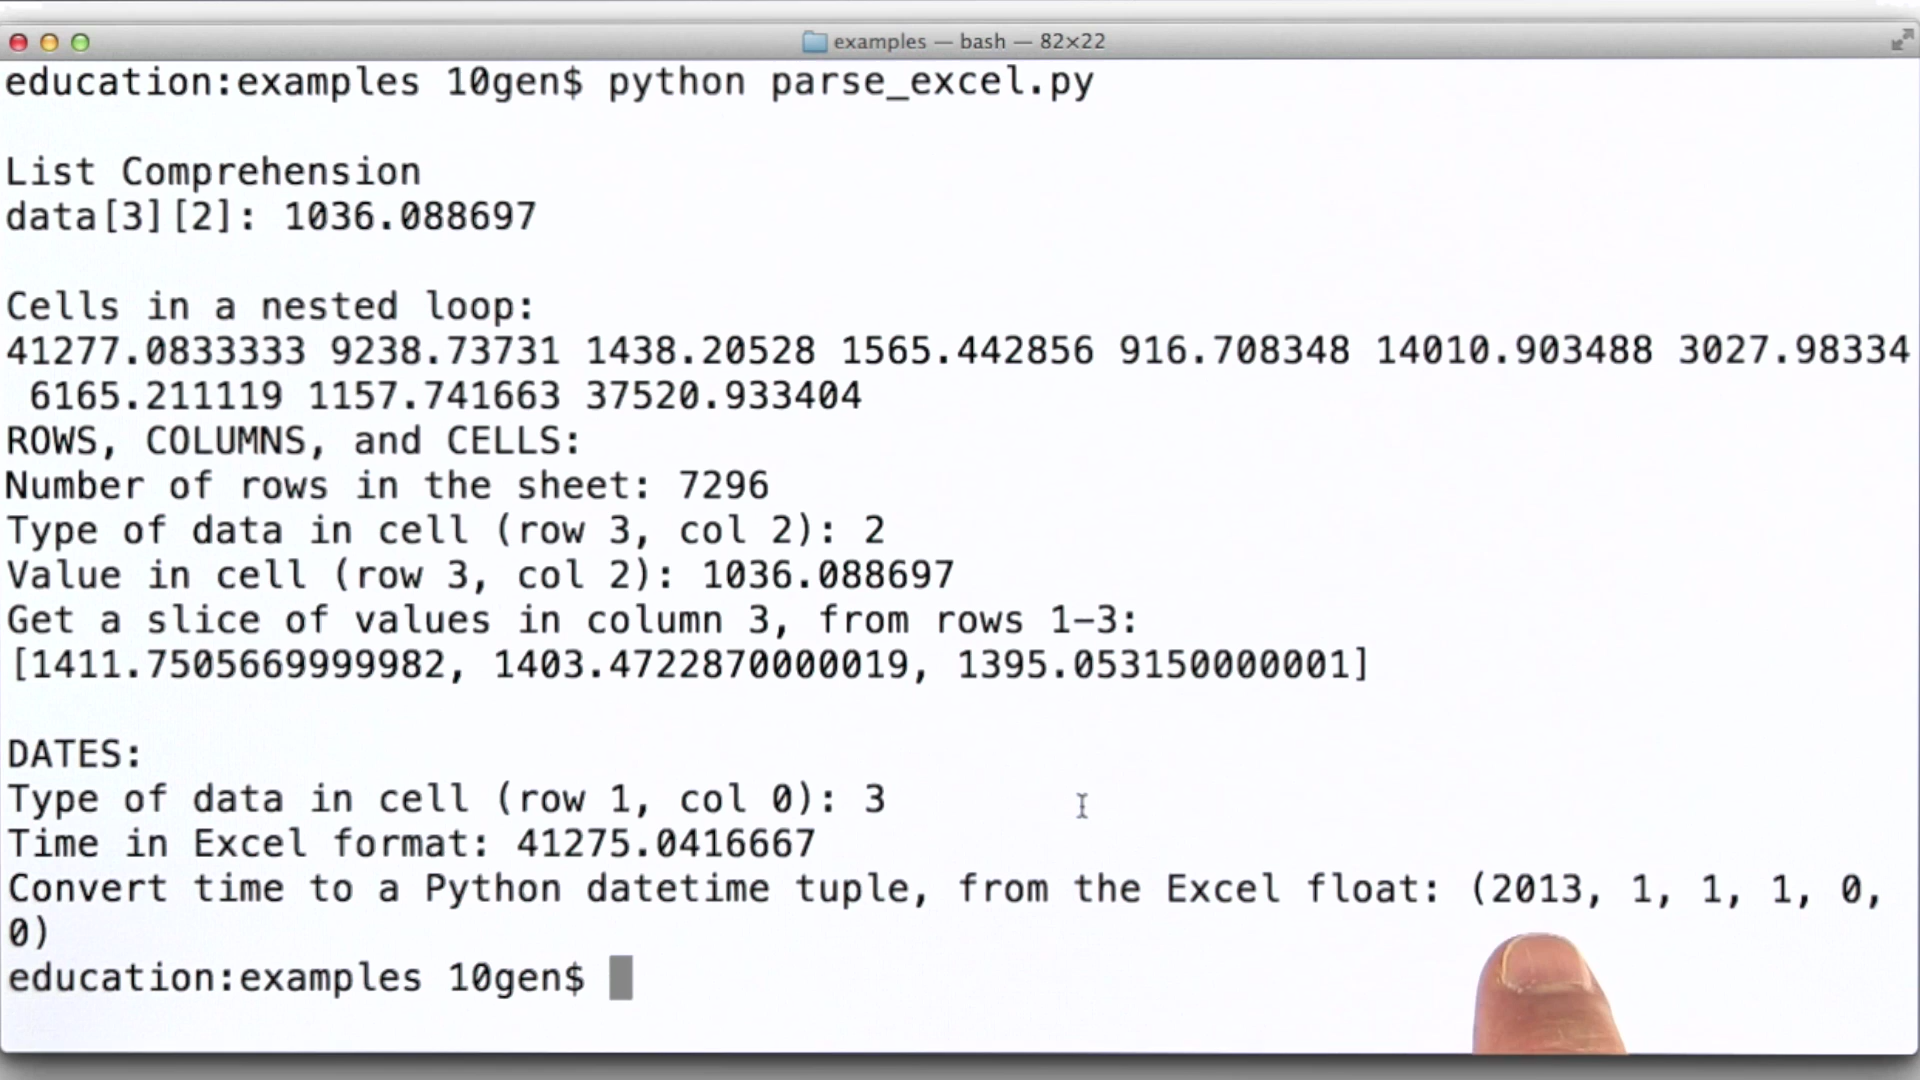 examples — bash — 82×22
education:examples 10gen$ python parse_excel.py
List Comprehension
data[3][2]: 1036.088697
Cells in a nested loop:
41277.0833333 9238.73731 1438.20528 1565.442856 916.708348 14010.903488 3027.98334
6165.211119 1157.741663 37520.933404
ROWS, COLUMNS, and CELLS:
Number of rows in the sheet: 7296
Type of data in cell (row 3, col 2): 2
Value in cell (row 3, col 2): 1036.088697
Get a slice of values in column 3, from rows 1-3:
[1411.7505669999982, 1403.4722870000019, 1395.053150000001]
DATES:
Type of data in cell (row 1, col 0): 3
Time in Excel format: 41275.0416667
Convert time to a Python datetime tuple, from the Excel float: (2013, 1, 1, 1, 0,
0)
education:examples 10gen$